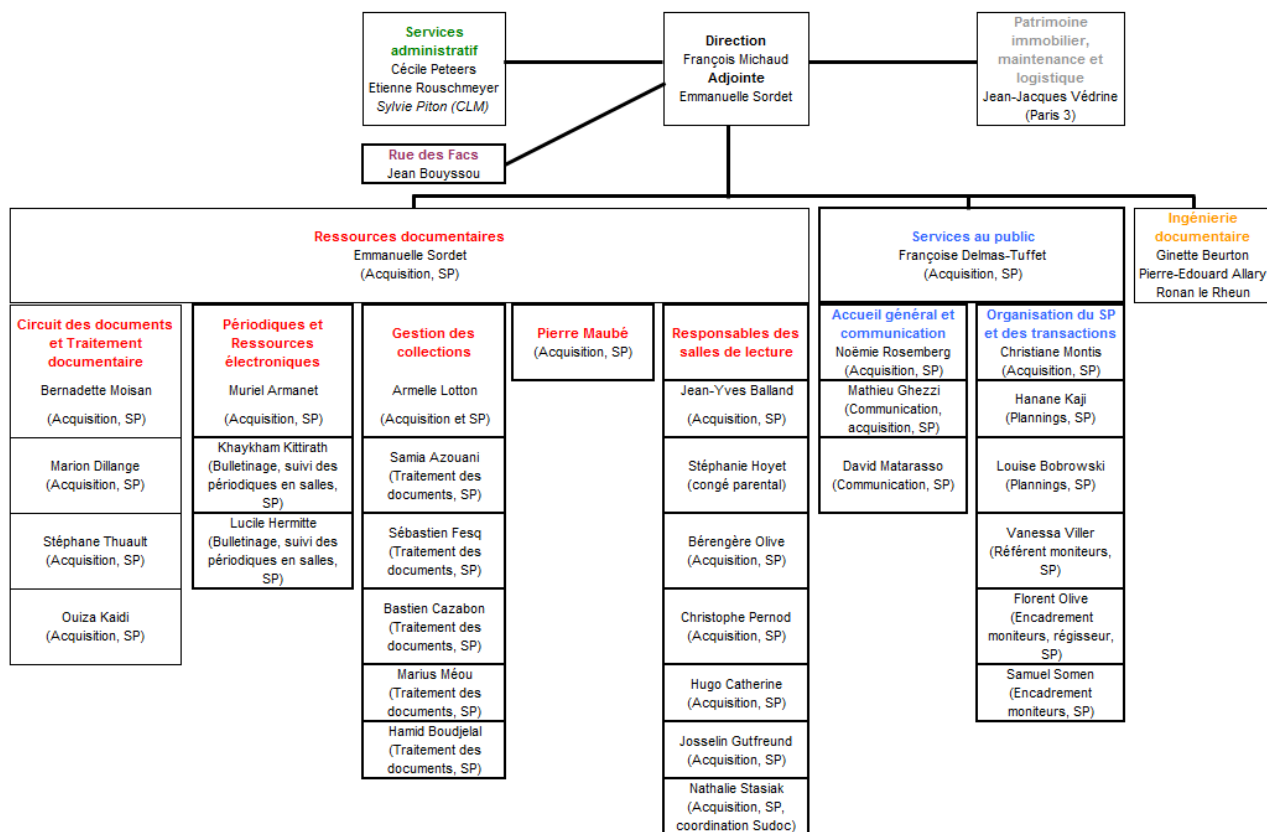 Services
administratif
Cécile Peteers
Etienne Rouschmeyer
Sylvie Piton (CLM)
Direction
François Michaud
Adjointe
Emmanuelle Sordet
Patrimoine
immobilier,
maintenance et
logistique
Jean-Jacques Védrine
(Paris 3)
Rue des Facs
Jean Bouyssou
Ressources documentaires
Emmanuelle Sordet
(Acquisition, SP)
Services au public
Françoise Delmas-Tuffet
(Acquisition, SP)
Ingénierie
documentaire
Ginette Beurton
Pierre-Edouard Allary
Ronan le Rheun
Circuit des documents
et Traitement
documentaire
Bernadette Moisan
(Acquisition, SP)
Marion Dillange
(Acquisition, SP)
Stéphane Thuault
(Acquisition, SP)
Ouiza Kaidi
(Acquisition, SP)
Périodiques et
Ressources
électroniques
Muriel Armanet
(Acquisition, SP)
Khaykham Kittirath
(Bulletinage, suivi des
périodiques en salles,
SP)
Lucile Hermitte
(Bulletinage, suivi des
périodiques en salles,
SP)
Gestion des
collections
Armelle Lotton
(Acquisition et SP)
Samia Azouani
(Traitement des
documents, SP)
Sébastien Fesq
(Traitement des
documents, SP)
Bastien Cazabon
(Traitement des
documents, SP)
Marius Méou
(Traitement des
documents, SP)
Hamid Boudjelal
(Traitement des
documents, SP)
Pierre Maubé
(Acquisition, SP)
Responsables des
salles de lecture
Jean-Yves Balland
(Acquisition, SP)
Stéphanie Hoyet
(congé parental)
Bérengère Olive
(Acquisition, SP)
Christophe Pernod
(Acquisition, SP)
Hugo Catherine
(Acquisition, SP)
Josselin Gutfreund
(Acquisition, SP)
Nathalie Stasiak
(Acquisition, SP,
coordination Sudoc)
Accueil général et
communication
Noëmie Rosemberg
(Acquisition, SP)
Mathieu Ghezzi
(Communication,
acquisition, SP)
David Matarasso
(Communication, SP)
Organisation du SP
et des transactions
Christiane Montis
(Acquisition, SP)
Hanane Kaji
(Plannings, SP)
Louise Bobrowski
(Plannings, SP)
Vanessa Viller
(Référent moniteurs,
SP)
Florent Olive
(Encadrement
moniteurs, régisseur,
SP)
Samuel Somen
(Encadrement
moniteurs, SP)